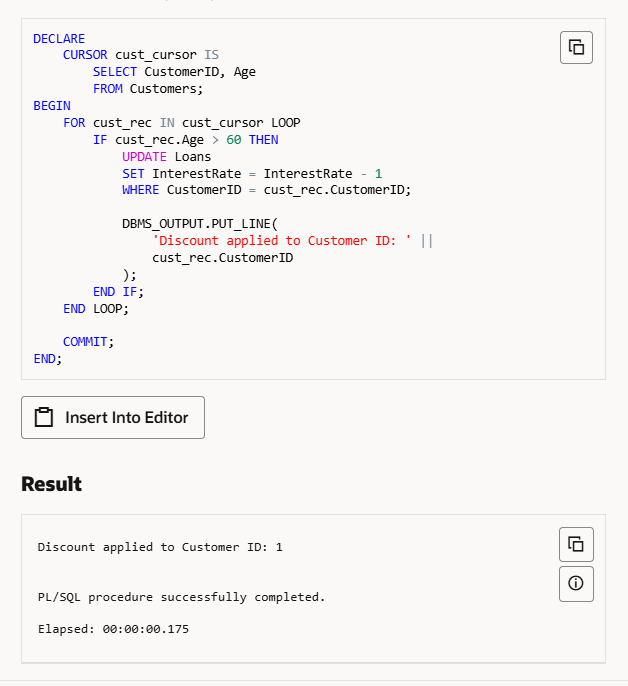 DECLARE
    CURSOR cust_cursor IS
        SELECT CustomerID, Age
        FROM Customers;
BEGIN
    FOR cust_rec IN cust_cursor LOOP
        IF cust_rec.Age > 60 THEN
            UPDATE Loans
            SET InterestRate = InterestRate - 1
            WHERE CustomerID = cust_rec.CustomerID;

            DBMS_OUTPUT.PUT_LINE(
                'Discount applied to Customer ID: ' ||
                cust_rec.CustomerID
            );
        END IF;
    END LOOP;

    COMMIT;
END;
Insert Into Editor
Result
Discount applied to Customer ID: 1
PL/SQL procedure successfully completed.
Elapsed: 00:00:00.175